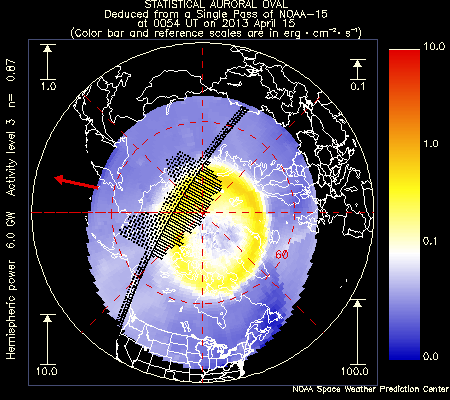 STATISTICAL AURORAL OVAL
Deduced from a Single Pass of NOAA-15
at 0054 UT on 2013 April 15
(Color bar and reference scales are in erg · cm⁻² · s⁻¹)
Hemispheric power 6.0 GW Activity level 3 n= 0.87
1.0
0.1
10.0
100.0
60
10.0
1.0
0.1
0.0
NOAA Space Weather Prediction Center